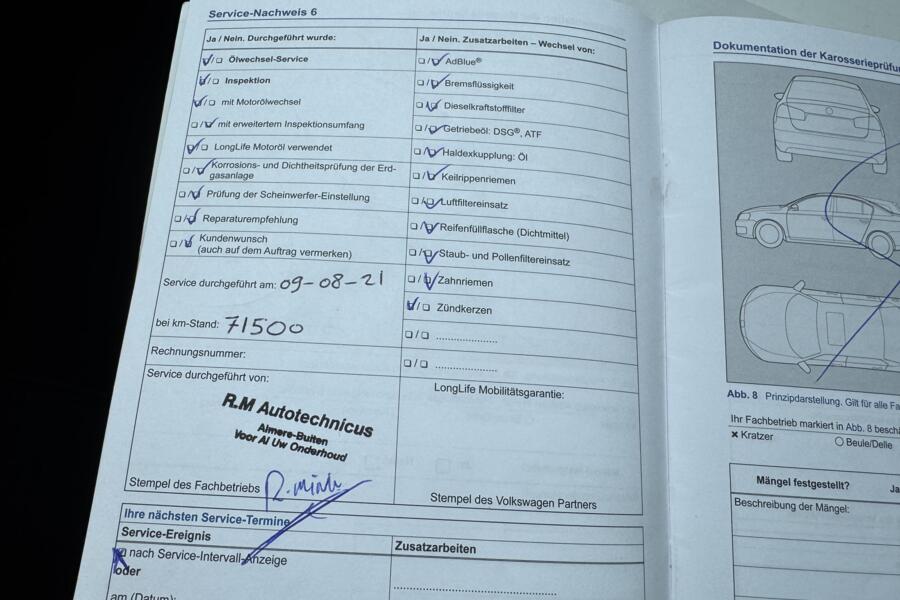 Service-Nachweis 6
Ja / Nein. Durchgeführt wurde:
Ölwechsel-Service
Inspektion
mit Motorölwechsel
mit erweitertem Inspektionsumfang
LongLife Motoröl verwendet
Korrosions- und Dichtheitsprüfung der Erd-
gasanlage
Prüfung der Scheinwerfer-Einstellung
Reparaturempfehlung
Kundenwunsch
(auch auf dem Auftrag vermerken)
Service durchgeführt am: 09-08-21
bei km-Stand: 71500
Rechnungsnummer:
Service durchgeführt von:
R.M Autotechnicus
Almere-Buiten
Voor Al Uw Onderhoud
Stempel des Fachbetriebs
Ja / Nein. Zusatzarbeiten – Wechsel von:
AdBlue®
Bremsflüssigkeit
Dieselkraftstofffilter
Getriebeöl: DSG®, ATF
Haldexkupplung: Öl
Keilrippenriemen
Luftfiltereinsatz
Reifenfüllflasche (Dichtmittel)
Staub- und Pollenfiltereinsatz
Zahnriemen
Zündkerzen
LongLife Mobilitätsgarantie:
Stempel des Volkswagen Partners
Ihre nächsten Service-Termine
Service-Ereignis
nach Service-Intervall-Anzeige
oder
am (Datum):
Zusatzarbeiten
Dokumentation der Karosserieprüfu
Abb. 8 Prinzipdarstellung. Gilt für alle Fa
Ihr Fachbetrieb markiert in Abb. 8 beschä
Kratzer
Beule/Delle
Mängel festgestellt?
Ja
Beschreibung der Mängel: